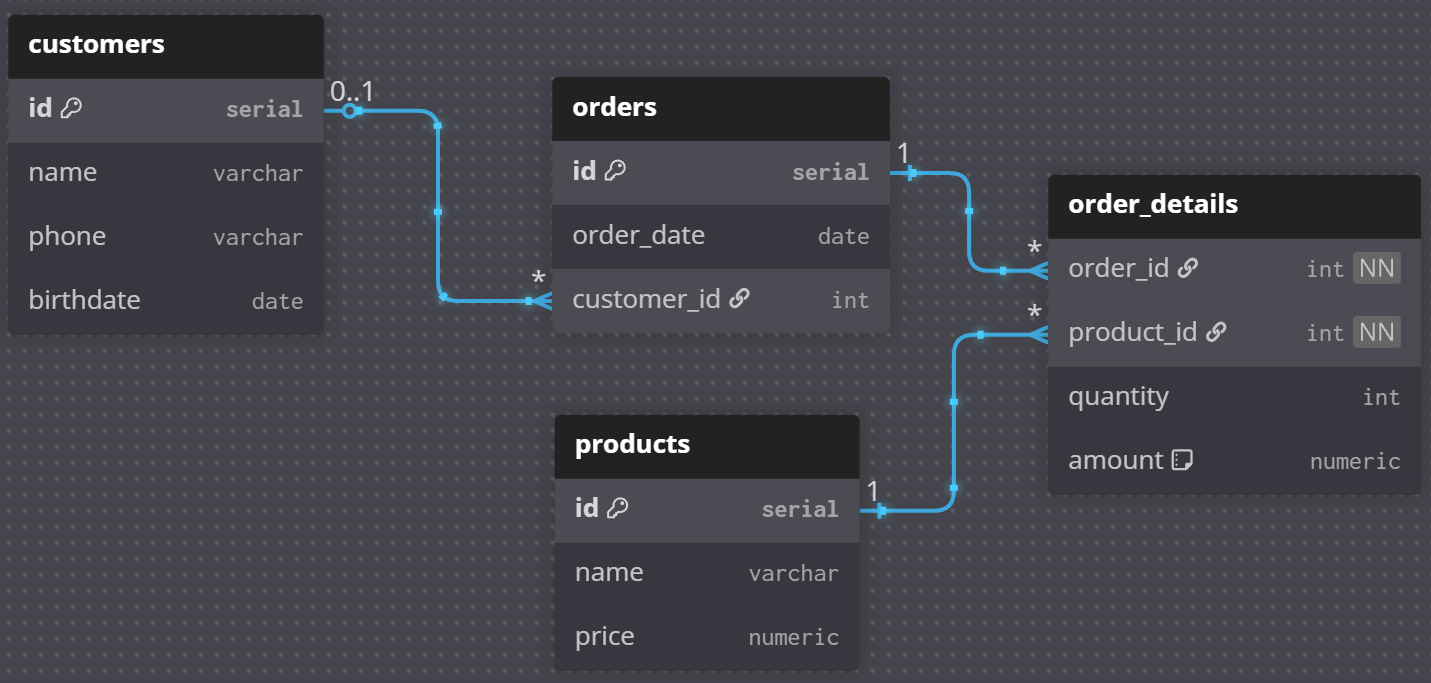 customers
id serial
name varchar
phone varchar
birthdate date
0..1
*
orders
id serial
order_date date
customer_id int
1
*
order_details
order_id int NN
product_id int NN
quantity int
amount numeric
*
1
products
id serial
name varchar
price numeric